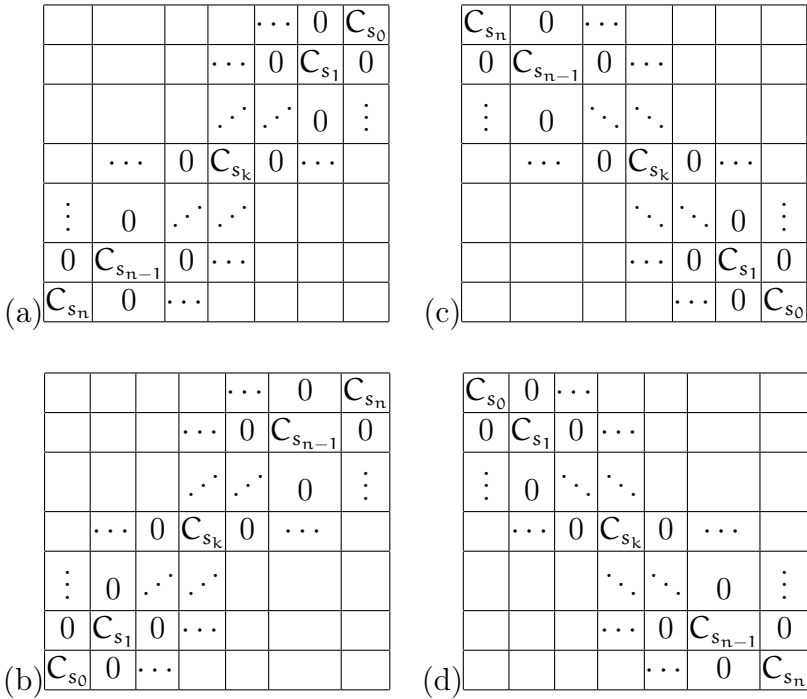 ⋯ 0 C_{s_0}
⋯ 0 C_{s_1} 0
⋰ ⋰ 0 ⋮
⋯ 0 C_{s_k} 0 ⋯
⋮ 0 ⋰ ⋰
0 C_{s_{n-1}} 0 ⋯
(a) C_{s_n} 0 ⋯
C_{s_n} 0 ⋯
0 C_{s_{n-1}} 0 ⋯
⋮ 0 ⋱ ⋱
⋯ 0 C_{s_k} 0 ⋯
⋱ ⋱ 0 ⋮
⋯ 0 C_{s_1} 0
(c) ⋯ 0 C_{s_0}
⋯ 0 C_{s_n}
⋯ 0 C_{s_{n-1}} 0
⋰ ⋰ 0 ⋮
⋯ 0 C_{s_k} 0 ⋯
⋮ 0 ⋰ ⋰
0 C_{s_1} 0 ⋯
(b) C_{s_0} 0 ⋯
C_{s_0} 0 ⋯
0 C_{s_1} 0 ⋯
⋮ 0 ⋱ ⋱
⋯ 0 C_{s_k} 0 ⋯
⋱ ⋱ 0 ⋮
⋯ 0 C_{s_{n-1}} 0
(d) ⋯ 0 C_{s_n}